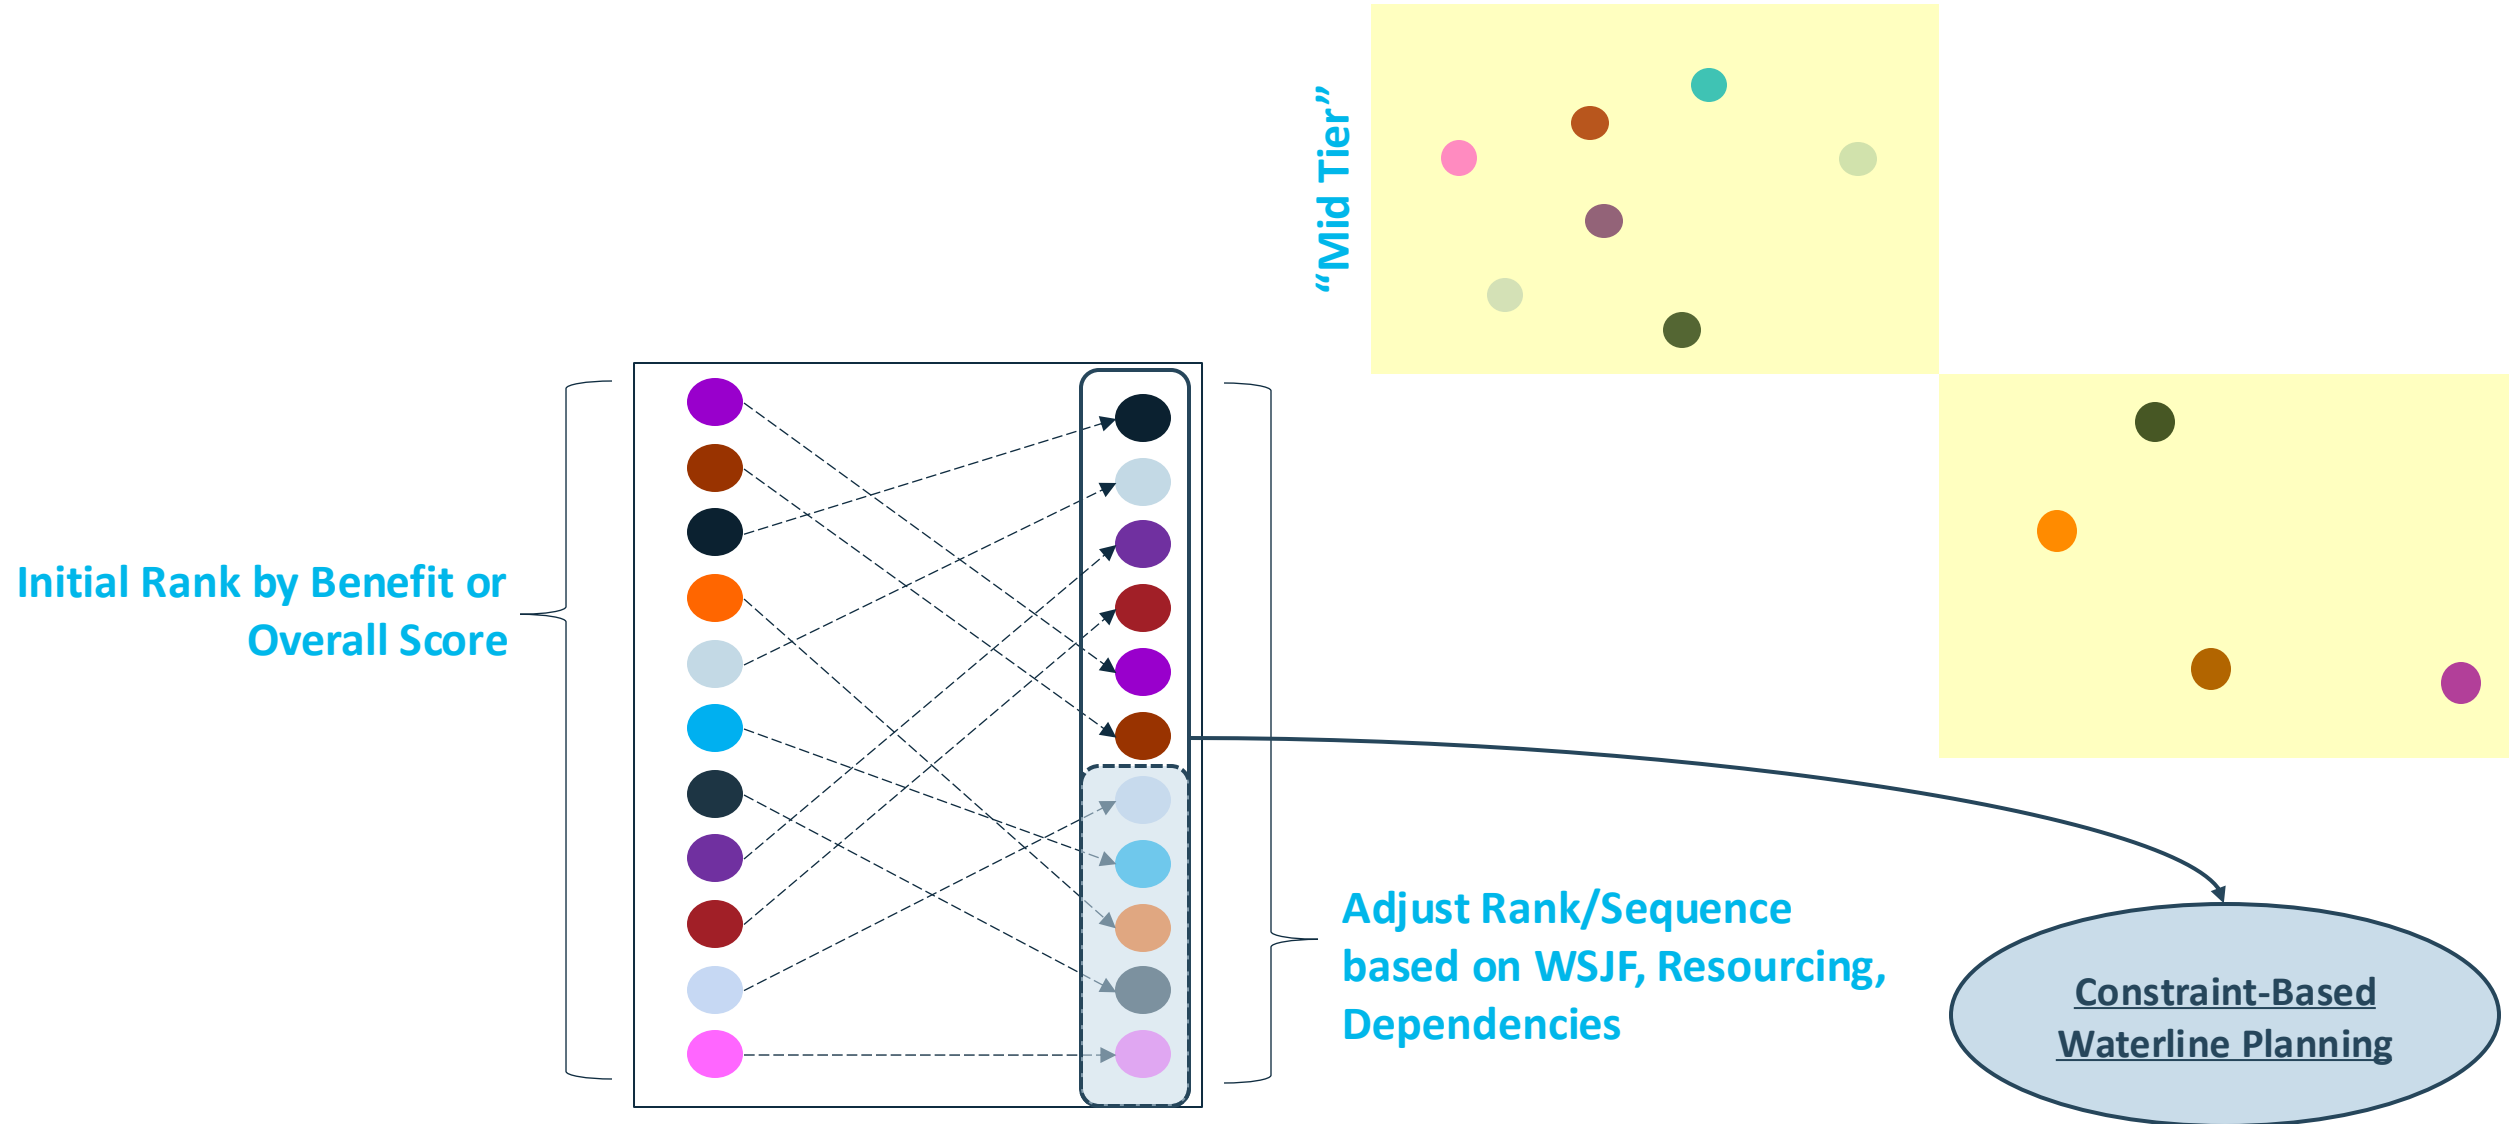 “Mid Tier”
Initial Rank by Benefit or
Overall Score
Adjust Rank/Sequence
based on WSJF, Resourcing,
Dependencies
Constraint-Based
Waterline Planning